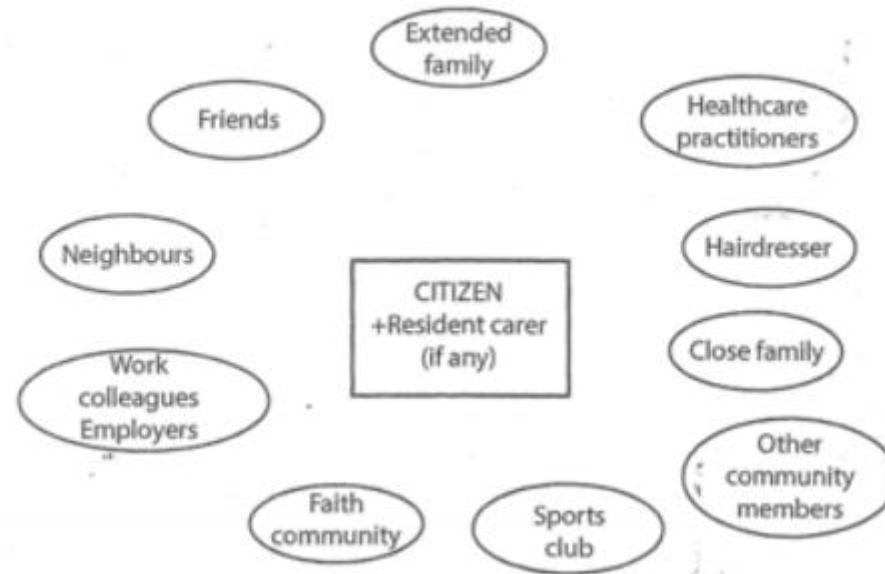 Extended
family
Friends
Healthcare
practitioners
Neighbours
Hairdresser
CITIZEN
+Resident carer
(if any)
Close family
Work
colleagues
Employers
Other
community
members
Faith
community
Sports
club